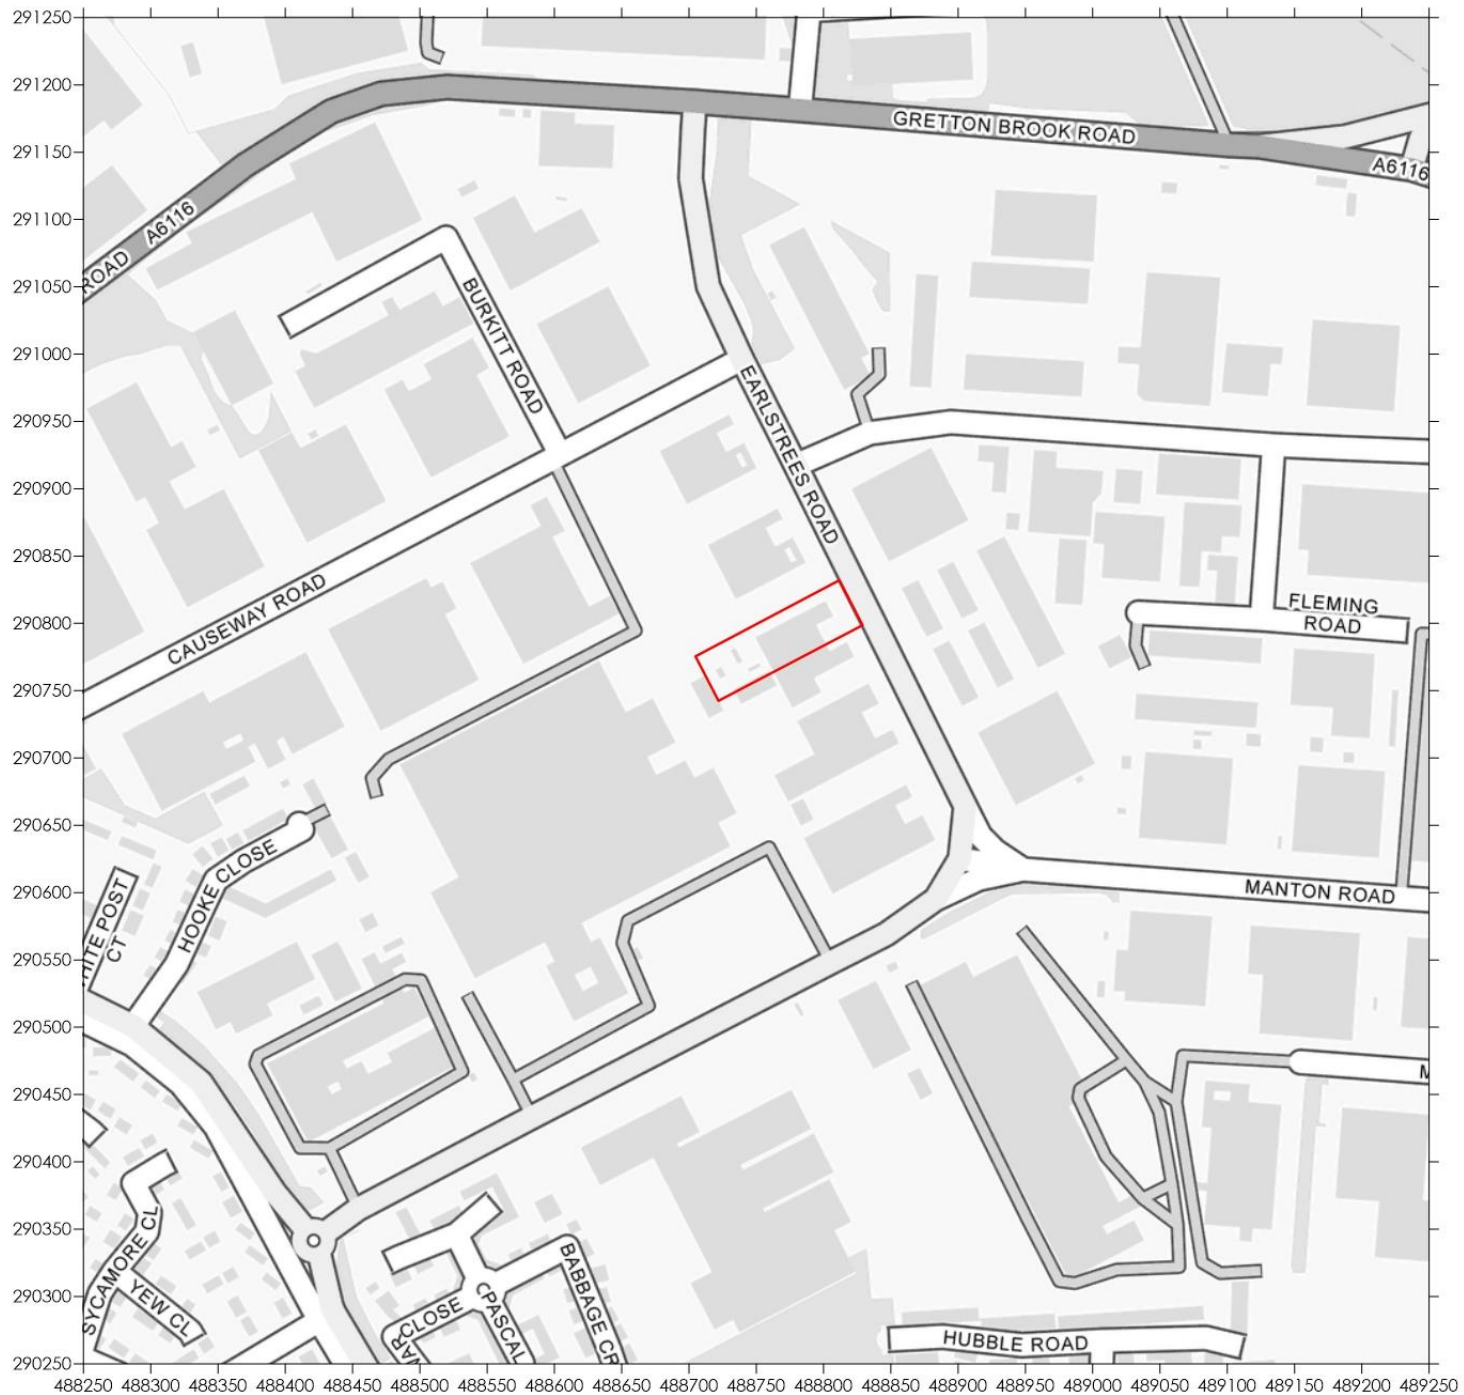 291250
291200
291150
291100
291050
291000
290950
290900
290850
290800
290750
290700
290650
290600
290550
290500
290450
290400
290350
290300
290250
GRETTON BROOK ROAD
A6116
A6116
ROAD
BURKITT ROAD
EARLSTREES ROAD
CAUSEWAY ROAD
FLEMING
ROAD
HOOKE CLOSE
MANTON ROAD
HITE POST
CT
SYCAMORE CL
YEW CL
CLOSE
PASCAL
BABBAGE CR
HUBBLE ROAD
M
488250 488300 488350 488400 488450 488500 488550 488600 488650 488700 488750 488800 488850 488900 488950 489000 489050 489100 489150 489200 489250